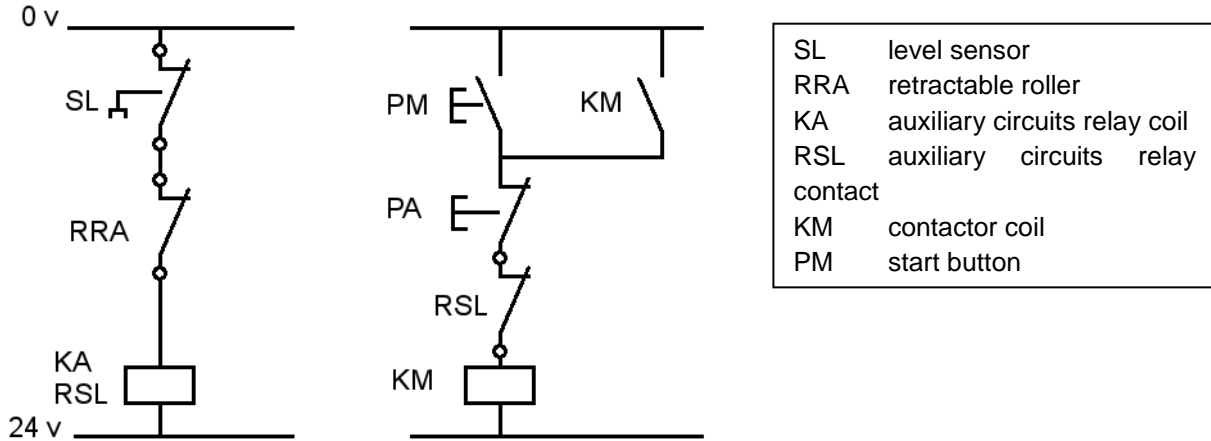 0 v
SL
RRA
KA
RSL
24 v
PM
KM
PA
RSL
KM
SL level sensor
RRA retractable roller
KA auxiliary circuits relay coil
RSL auxiliary circuits relay
contact
KM contactor coil
PM start button